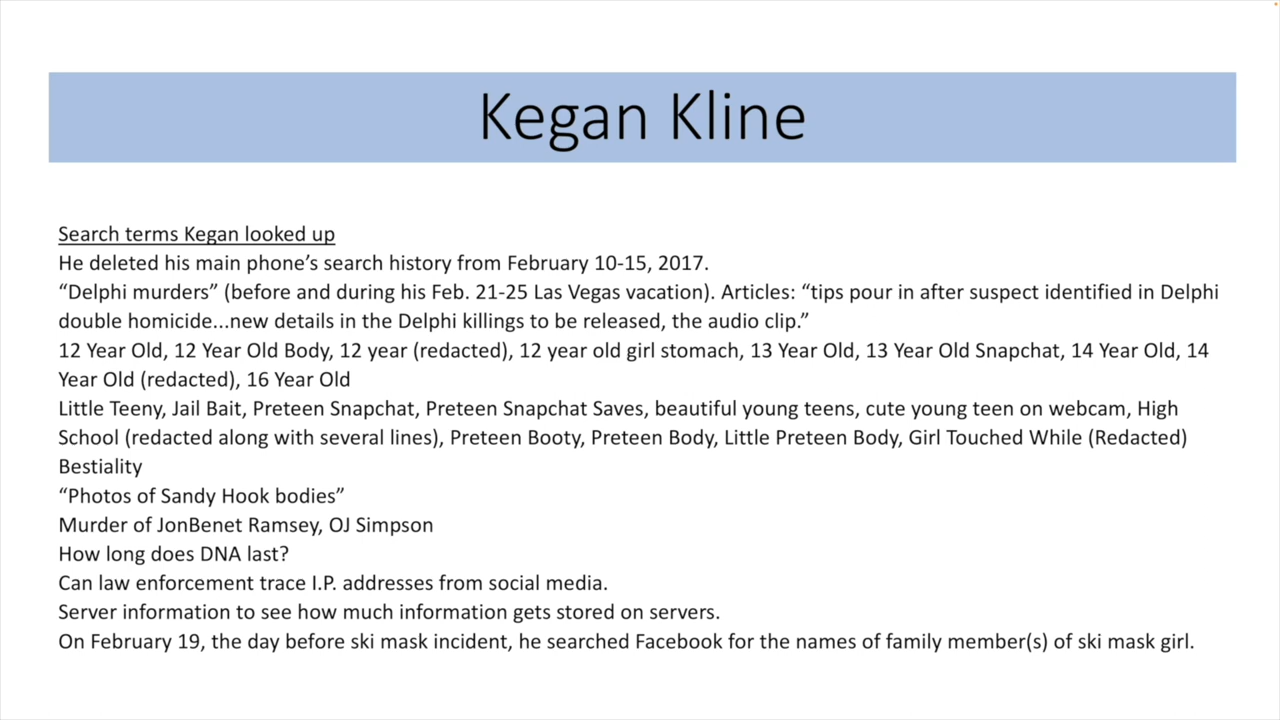 Kegan Kline
Search terms Kegan looked up
He deleted his main phone’s search history from February 10-15, 2017.
“Delphi murders” (before and during his Feb. 21-25 Las Vegas vacation). Articles: “tips pour in after suspect identified in Delphi
double homicide...new details in the Delphi killings to be released, the audio clip.”
12 Year Old, 12 Year Old Body, 12 year (redacted), 12 year old girl stomach, 13 Year Old, 13 Year Old Snapchat, 14 Year Old, 14
Year Old (redacted), 16 Year Old
Little Teeny, Jail Bait, Preteen Snapchat, Preteen Snapchat Saves, beautiful young teens, cute young teen on webcam, High
School (redacted along with several lines), Preteen Booty, Preteen Body, Little Preteen Body, Girl Touched While (Redacted)
Bestiality
“Photos of Sandy Hook bodies”
Murder of JonBenet Ramsey, OJ Simpson
How long does DNA last?
Can law enforcement trace I.P. addresses from social media.
Server information to see how much information gets stored on servers.
On February 19, the day before ski mask incident, he searched Facebook for the names of family member(s) of ski mask girl.